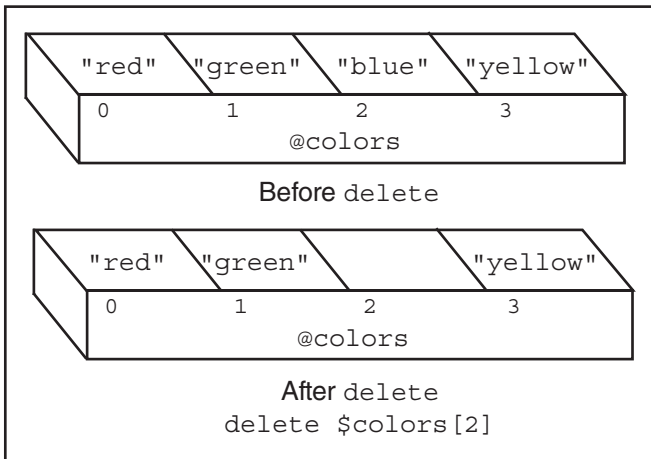 "red" "green" "blue" "yellow"
0 1 2 3
@colors
Before delete
"red" "green" "yellow"
0 1 2 3
@colors
After delete
delete $colors[2]